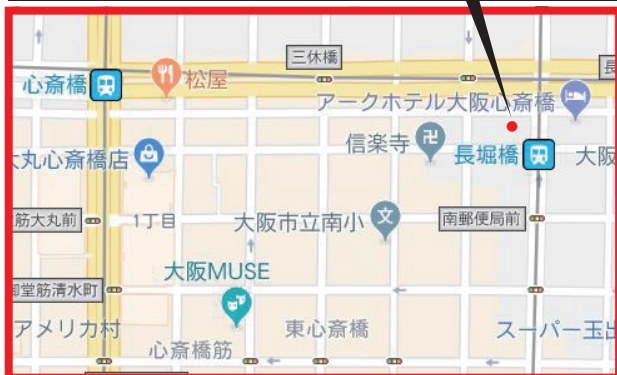 三休橋
心斎橋
松屋
長
アークホテル大阪心斎橋
信楽寺
大丸心斎橋店
長堀橋
大阪
筋大丸前
1丁目
大阪市立南小
文
南郵便局前
大阪MUSE
御堂筋清水町
アメリカ村
心斎橋筋
東心斎橋
スーパー玉出